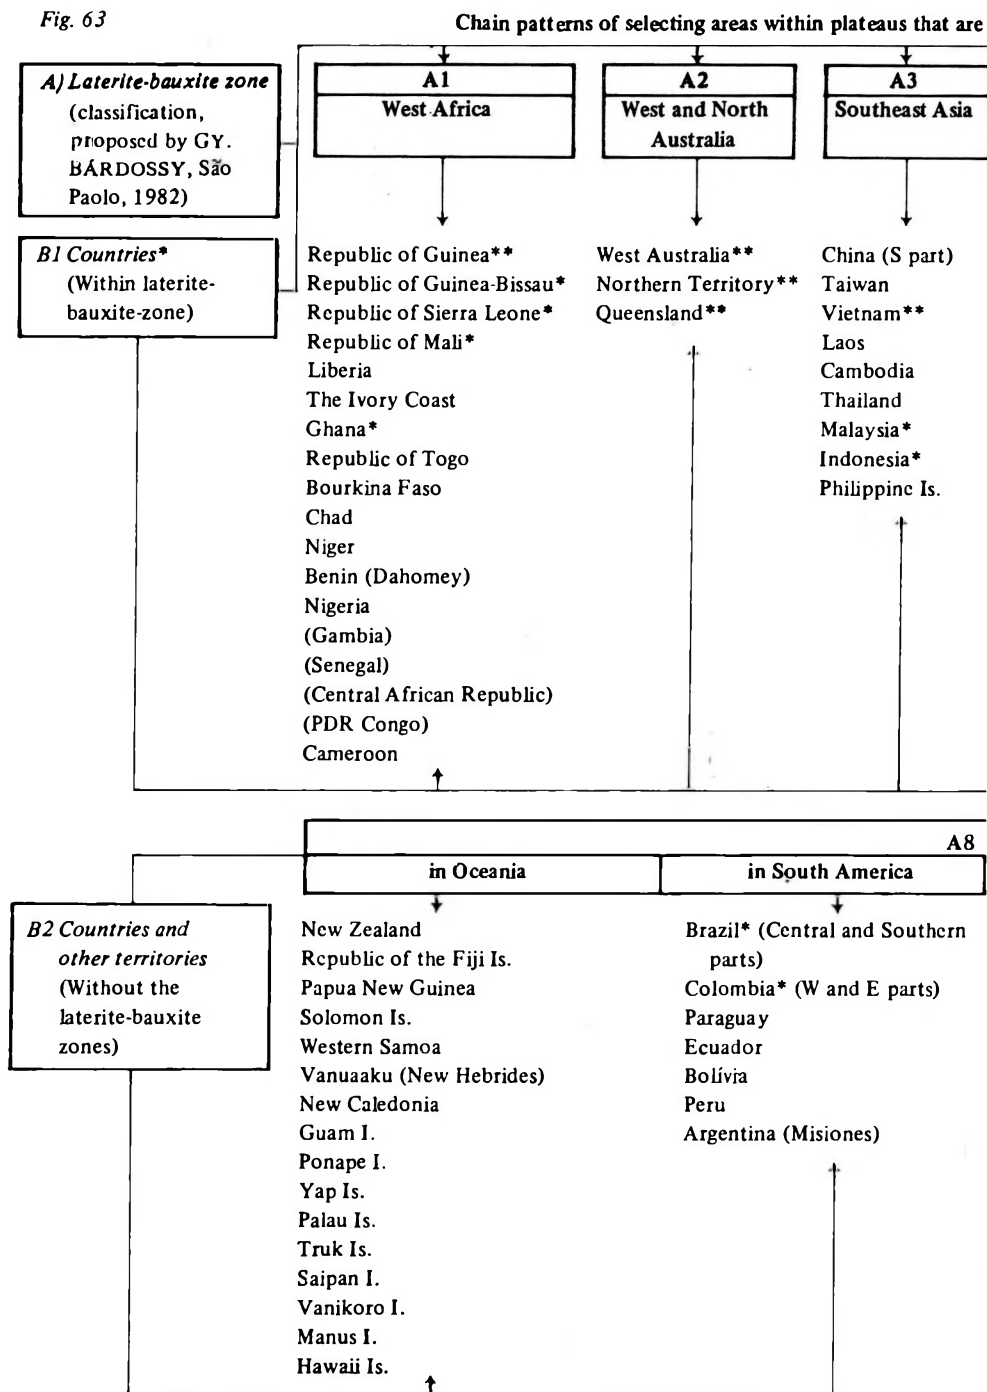 Fig. 63
Chain patterns of selecting areas within plateaus that are
A) Laterite-bauxite zone
(classification,
proposed by GY.
BÁRDOSSY, São
Paolo, 1982)
A1
West Africa
A2
West and North
Australia
A3
Southeast Asia
B1 Countries*
(Within laterite-
bauxite-zone)
Republic of Guinea**
Republic of Guinea-Bissau*
Republic of Sierra Leone*
Republic of Mali*
Liberia
The Ivory Coast
Ghana*
Republic of Togo
Bourkina Faso
Chad
Niger
Benin (Dahomey)
Nigeria
(Gambia)
(Senegal)
(Central African Republic)
(PDR Congo)
Cameroon
West Australia**
Northern Territory**
Queensland**
China (S part)
Taiwan
Vietnam**
Laos
Cambodia
Thailand
Malaysia*
Indonesia*
Philippine Is.
A8
in Oceania
in South America
B2 Countries and
other territories
(Without the
laterite-bauxite
zones)
New Zealand
Republic of the Fiji Is.
Papua New Guinea
Solomon Is.
Western Samoa
Vanuaaku (New Hebrides)
New Caledonia
Guam I.
Ponape I.
Yap Is.
Palau Is.
Truk Is.
Saipan I.
Vanikoro I.
Manus I.
Hawaii Is.
Brazil* (Central and Southern
parts)
Colombia* (W and E parts)
Paraguay
Ecuador
Bolívia
Peru
Argentina (Misiones)